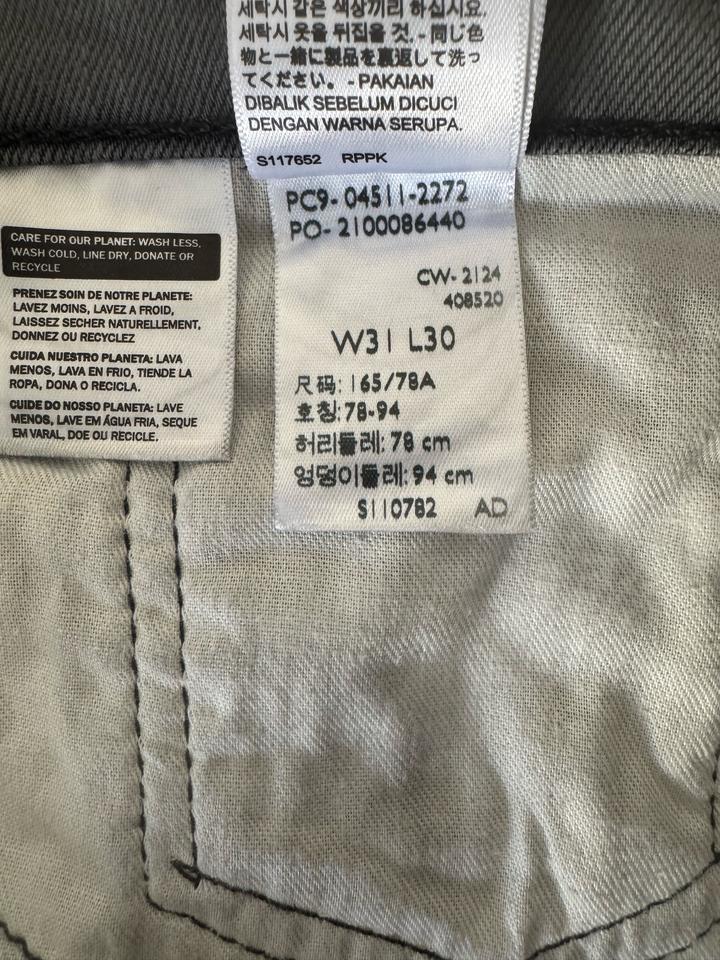 세탁시 같은 색상끼리 하십시요.
세탁시 옷을 뒤집을 것. - 同じ色
物と一緒に製品を裏返して洗っ
てください。 - PAKAIAN
DIBALIK SEBELUM DICUCI
DENGAN WARNA SERUPA.
S117652 RPPK
CARE FOR OUR PLANET: WASH LESS,
WASH COLD, LINE DRY, DONATE OR
RECYCLE
PRENEZ SOIN DE NOTRE PLANETE:
LAVEZ MOINS, LAVEZ A FROID,
LAISSEZ SECHER NATURELLEMENT,
DONNEZ OU RECYCLEZ
CUIDA NUESTRO PLANETA: LAVA
MENOS, LAVA EN FRIO, TIENDE LA
ROPA, DONA O RECICLA.
CUIDE DO NOSSO PLANETA: LAVE
MENOS, LAVE EM ÁGUA FRIA, SEQUE
EM VARAL, DOE OU RECICLE.
PC9-04511-2272
PO-2100086440
CW-2124
408520
W31 L30
尺码: 165/78A
호칭:78-94
허리둘레: 78 cm
엉덩이둘레: 94 cm
S110782 AD